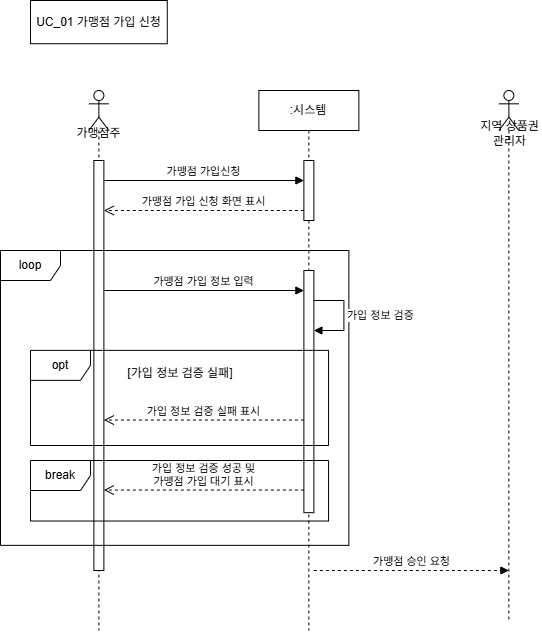 UC_01 가맹점 가입 신청
가맹점주
:시스템
지역 상품권
관리자
가맹점 가입신청
가맹점 가입 신청 화면 표시
loop
가맹점 가입 정보 입력
가입 정보 검증
opt
[가입 정보 검증 실패]
가입 정보 검증 실패 표시
break
가입 정보 검증 성공 및
가맹점 가입 대기 표시
가맹점 승인 요청